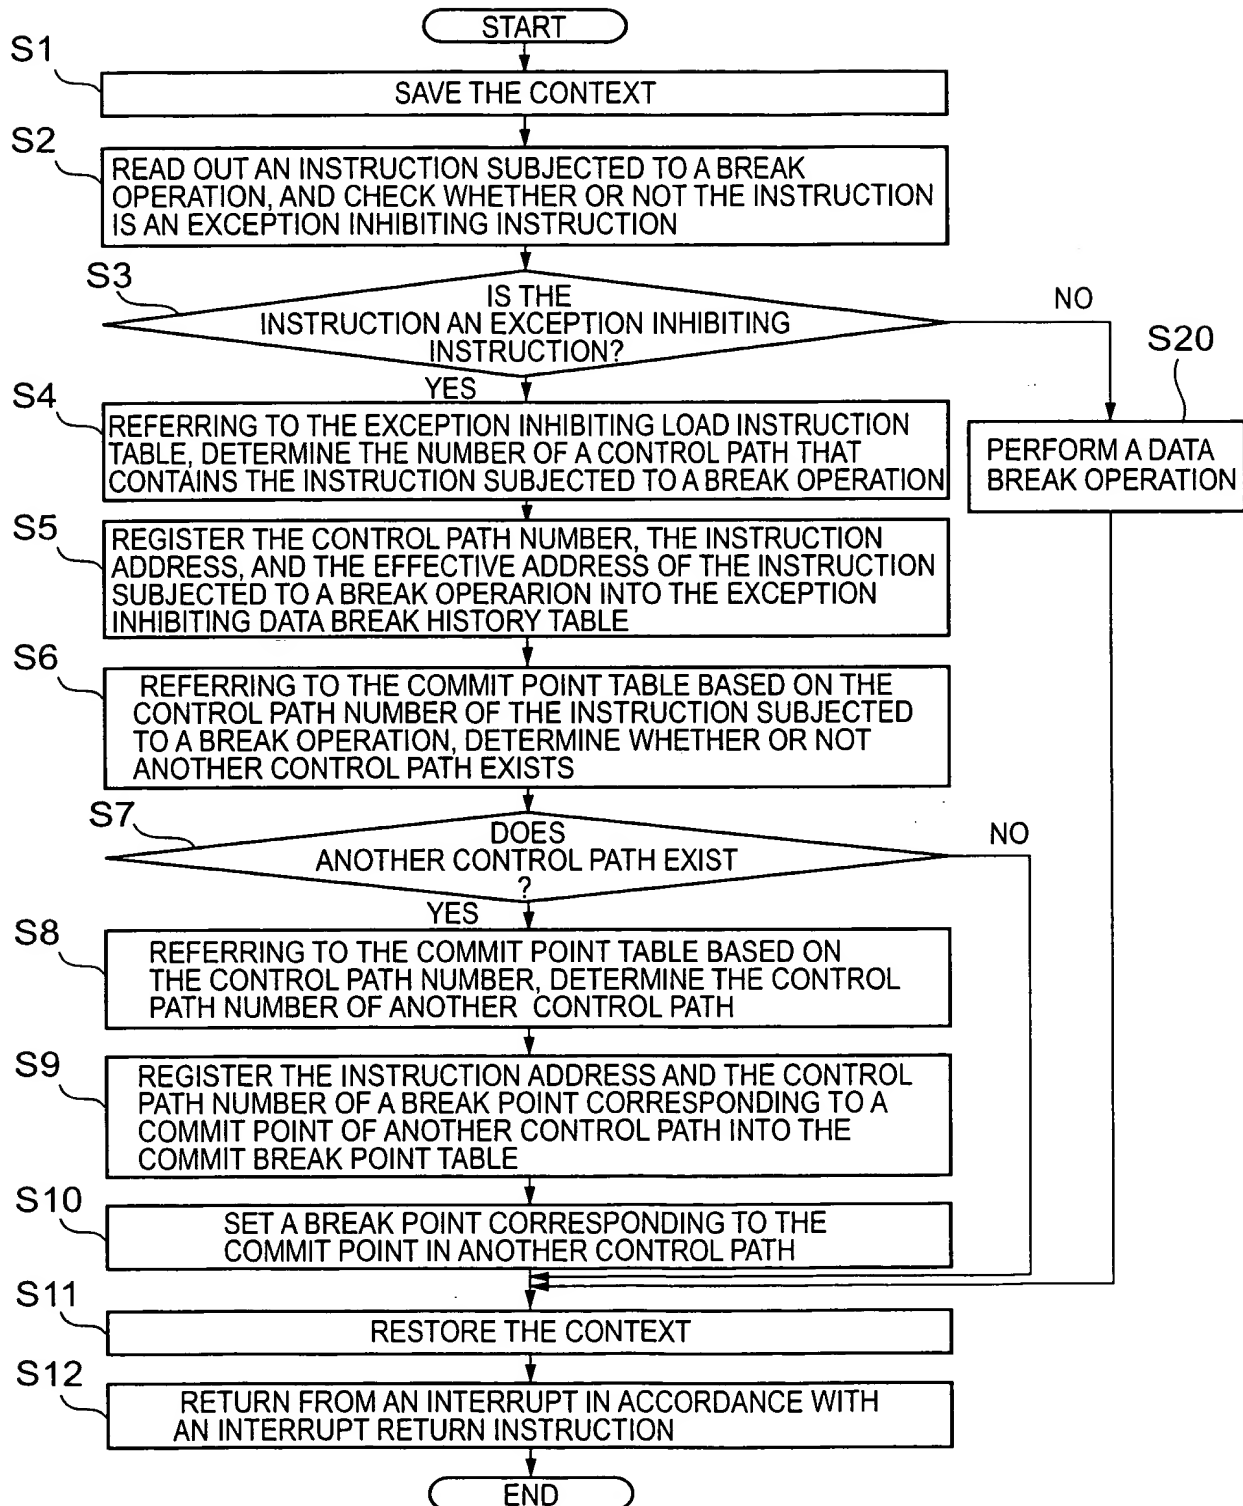 START
S1
SAVE THE CONTEXT
S2
READ OUT AN INSTRUCTION SUBJECTED TO A BREAK
OPERATION, AND CHECK WHETHER OR NOT THE INSTRUCTION
IS AN EXCEPTION INHIBITING INSTRUCTION
S3
IS THE
INSTRUCTION AN EXCEPTION INHIBITING
INSTRUCTION?
NO
YES
S20
PERFORM A DATA
BREAK OPERATION
S4
REFERRING TO THE EXCEPTION INHIBITING LOAD INSTRUCTION
TABLE, DETERMINE THE NUMBER OF A CONTROL PATH THAT
CONTAINS THE INSTRUCTION SUBJECTED TO A BREAK OPERATION
S5
REGISTER THE CONTROL PATH NUMBER, THE INSTRUCTION
ADDRESS, AND THE EFFECTIVE ADDRESS OF THE INSTRUCTION
SUBJECTED TO A BREAK OPERARION INTO THE EXCEPTION
INHIBITING DATA BREAK HISTORY TABLE
S6
REFERRING TO THE COMMIT POINT TABLE BASED ON THE
CONTROL PATH NUMBER OF THE INSTRUCTION SUBJECTED
TO A BREAK OPERATION, DETERMINE WHETHER OR NOT
ANOTHER CONTROL PATH EXISTS
S7
DOES
ANOTHER CONTROL PATH EXIST
?
NO
YES
S8
REFERRING TO THE COMMIT POINT TABLE BASED ON
THE CONTROL PATH NUMBER, DETERMINE THE CONTROL
PATH NUMBER OF ANOTHER CONTROL PATH
S9
REGISTER THE INSTRUCTION ADDRESS AND THE CONTROL
PATH NUMBER OF A BREAK POINT CORRESPONDING TO A
COMMIT POINT OF ANOTHER CONTROL PATH INTO THE
COMMIT BREAK POINT TABLE
S10
SET A BREAK POINT CORRESPONDING TO THE
COMMIT POINT IN ANOTHER CONTROL PATH
S11
RESTORE THE CONTEXT
S12
RETURN FROM AN INTERRUPT IN ACCORDANCE WITH
AN INTERRUPT RETURN INSTRUCTION
END